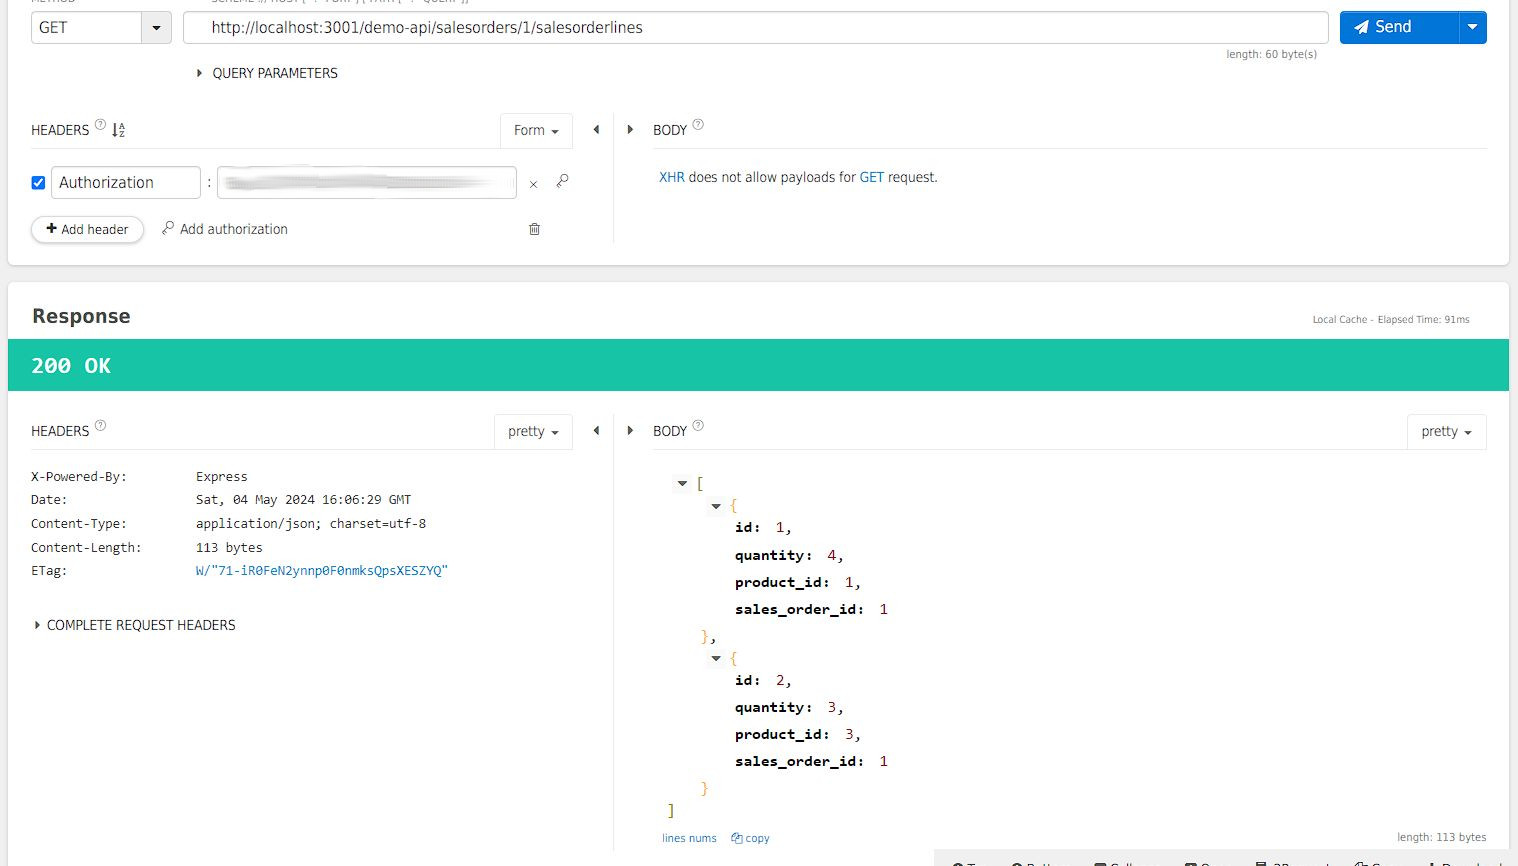 GET
http://localhost:3001/demo-api/salesorders/1/salesorderlines
Send
length: 60 byte(s)
QUERY PARAMETERS
HEADERS ? A Z
Form
BODY ?
Authorization :
XHR does not allow payloads for GET request.
+ Add header
Add authorization
Response
Local Cache - Elapsed Time: 91ms
200 OK
HEADERS ?
pretty
BODY ?
pretty
X-Powered-By: Express
Date: Sat, 04 May 2024 16:06:29 GMT
Content-Type: application/json; charset=utf-8
Content-Length: 113 bytes
ETag: W/"71-iR0FeN2ynnp0F0nmksQpsXESZYQ"
COMPLETE REQUEST HEADERS
[
{
id: 1,
quantity: 4,
product_id: 1,
sales_order_id: 1
},
{
id: 2,
quantity: 3,
product_id: 3,
sales_order_id: 1
}
]
lines nums copy
length: 113 bytes